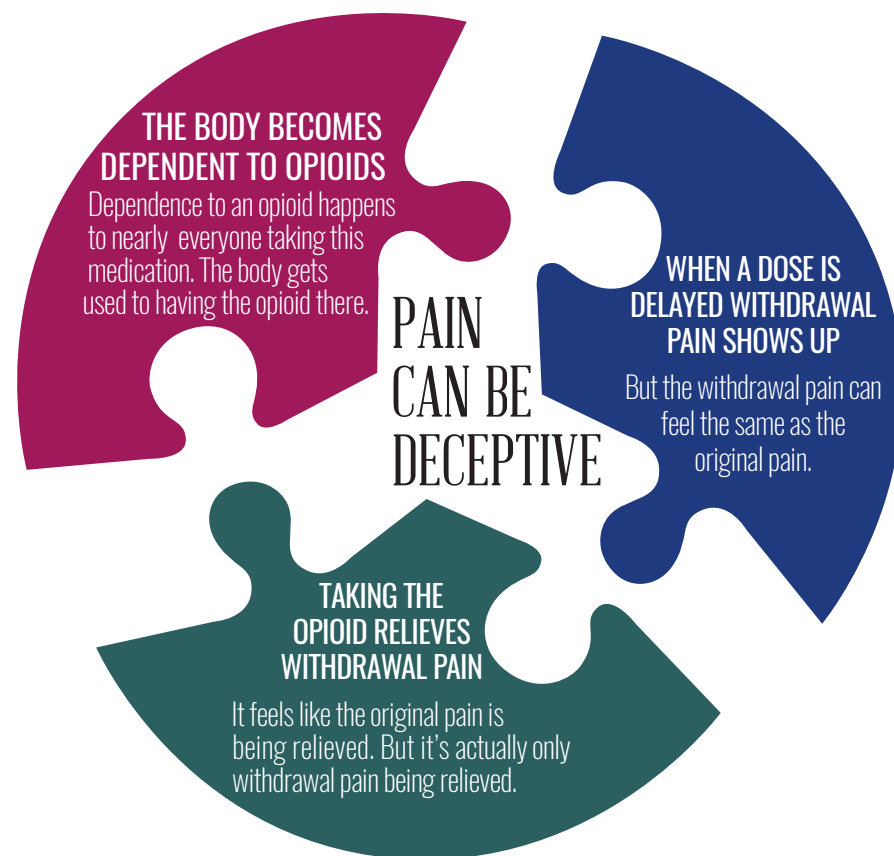 THE BODY BECOMES
DEPENDENT TO OPIOIDS
Dependence to an opioid happens
to nearly everyone taking this
medication. The body gets
used to having the opioid there.
WHEN A DOSE IS
DELAYED WITHDRAWAL
PAIN SHOWS UP
But the withdrawal pain can
feel the same as the
original pain.
PAIN
CAN BE
DECEPTIVE
TAKING THE
OPIOID RELIEVES
WITHDRAWAL PAIN
It feels like the original pain is
being relieved. But it's actually only
withdrawal pain being relieved.